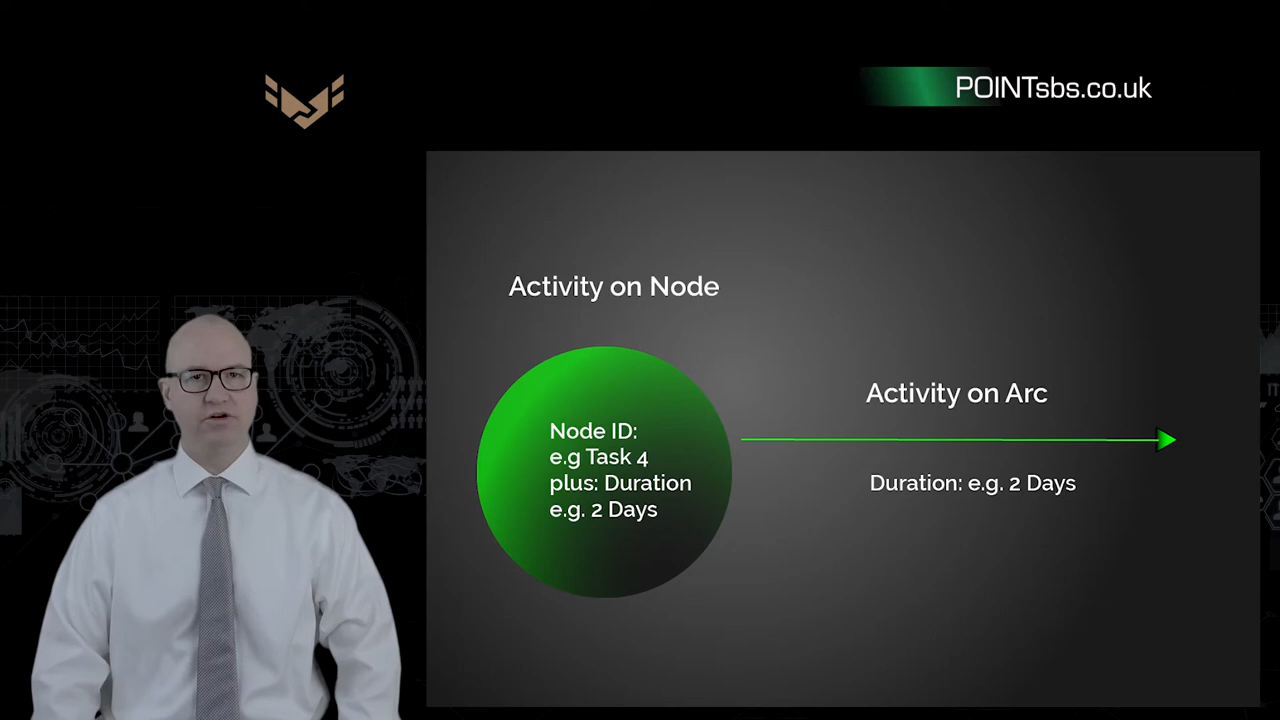 POINTsbs.co.uk
Activity on Node
Node ID:
e.g Task 4
plus: Duration
e.g. 2 Days
Activity on Arc
Duration: e.g. 2 Days